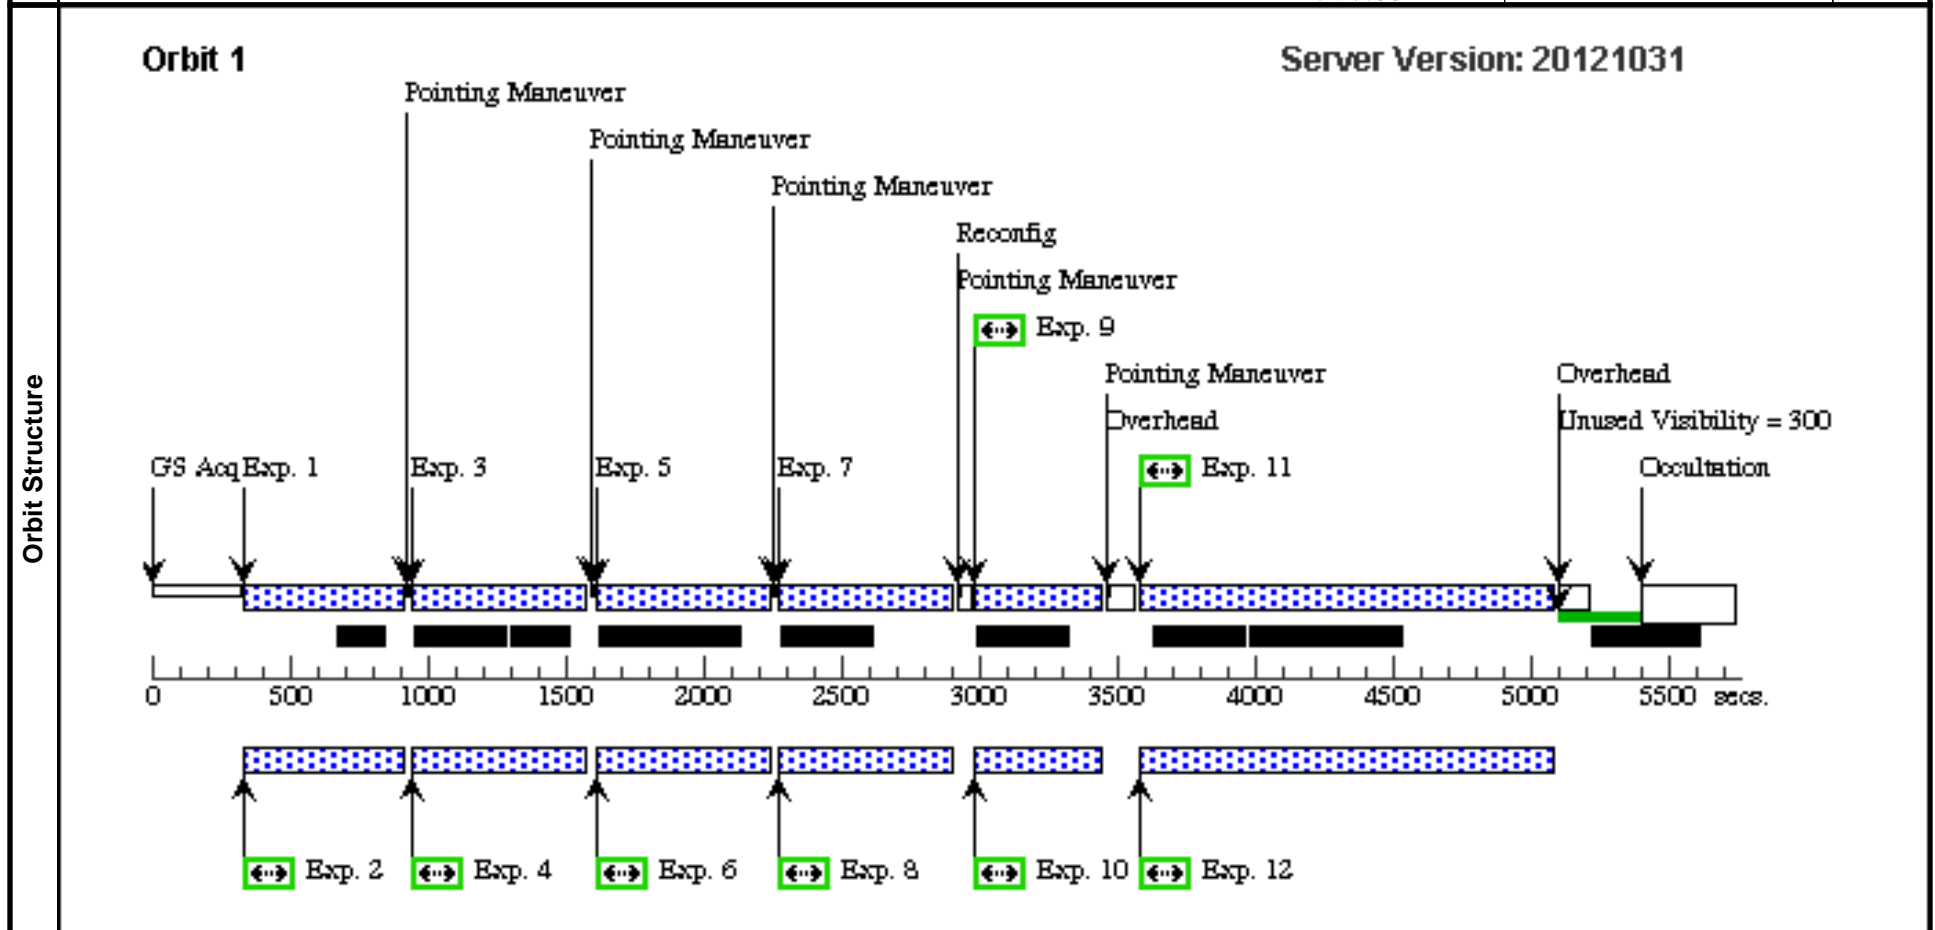 Orbit 1
Server Version: 20121031
Pointing Maneuver
Pointing Maneuver
Pointing Maneuver
Reconfig
Pointing Maneuver
Exp. 9
Pointing Maneuver
Overhead
Overhead
Unused Visibility = 300
GS Acq
Exp. 1
Exp. 3
Exp. 5
Exp. 7
Exp. 11
Occultation
Orbit Structure
0 500 1000 1500 2000 2500 3000 3500 4000 4500 5000 5500 secs.
Exp. 2
Exp. 4
Exp. 6
Exp. 8
Exp. 10
Exp. 12